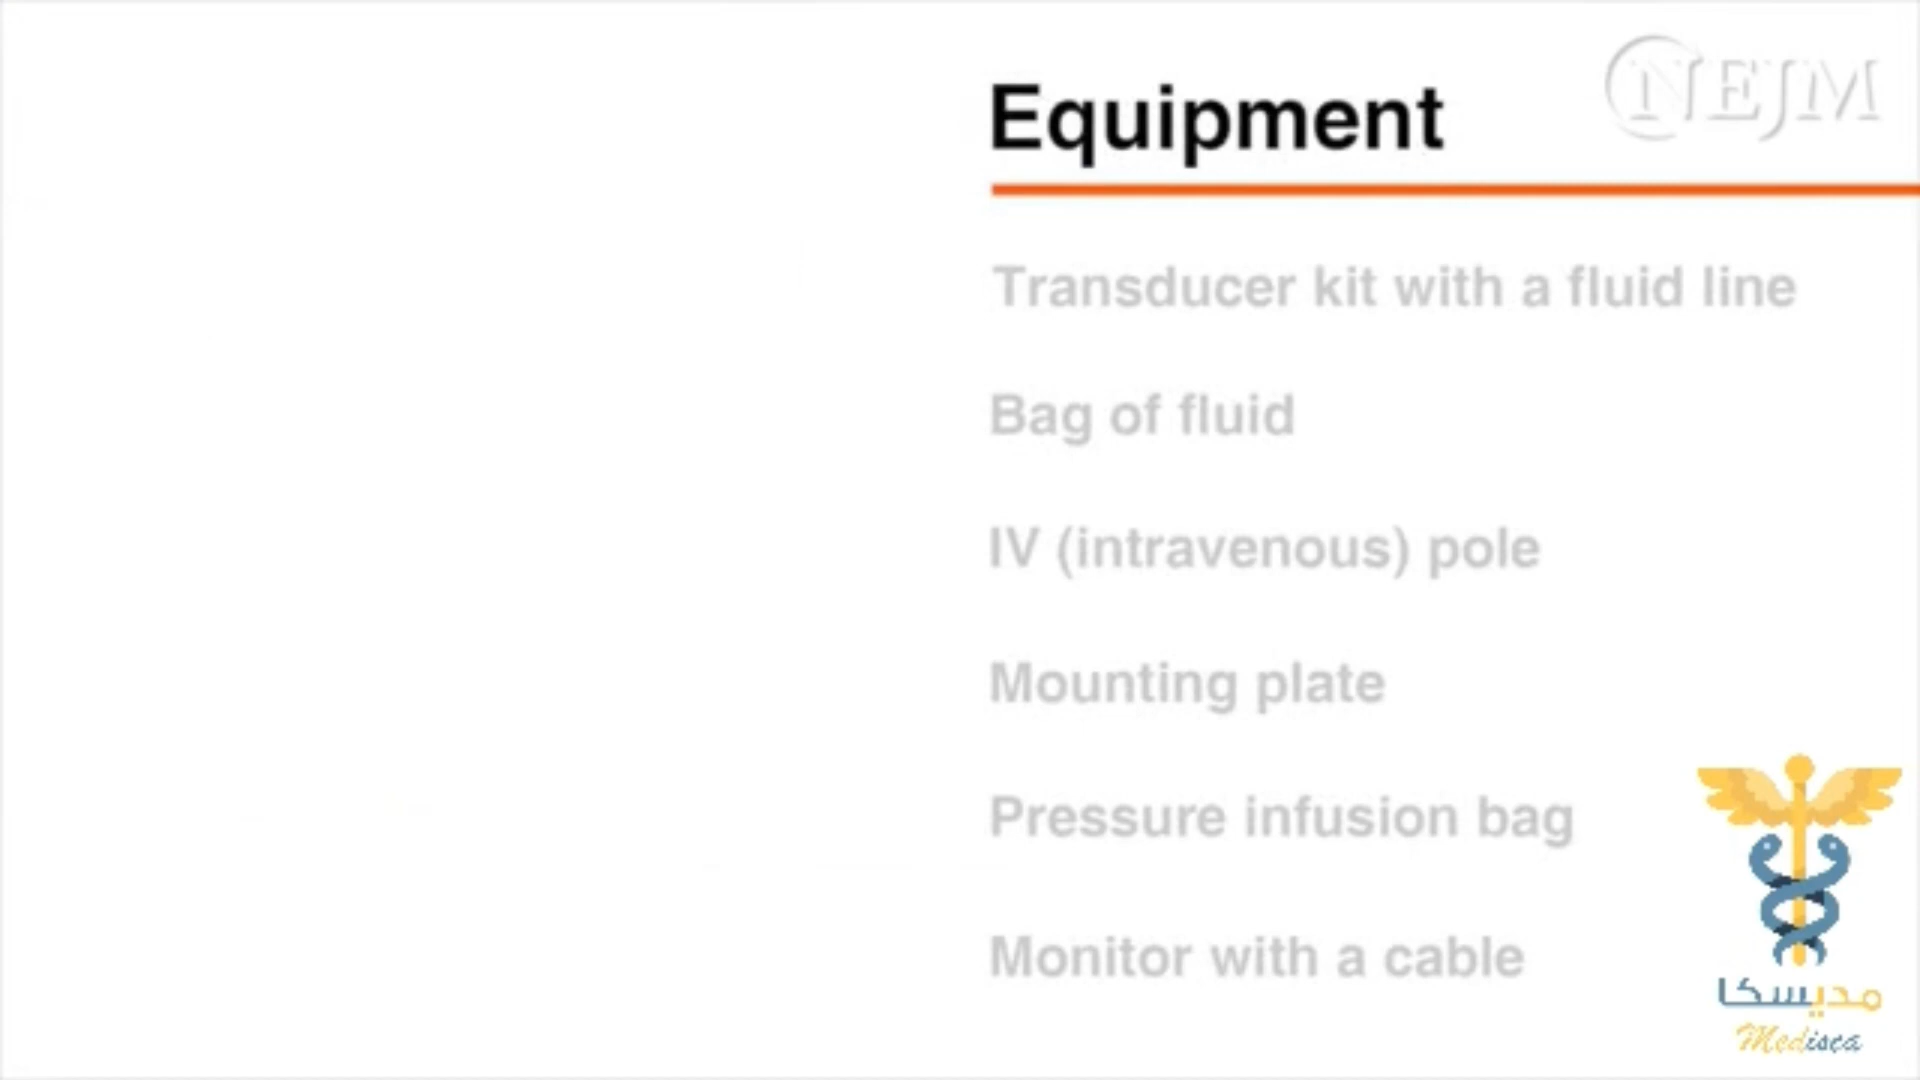 NEJM
Equipment
Transducer kit with a fluid line
Bag of fluid
IV (intravenous) pole
Mounting plate
Pressure infusion bag
Monitor with a cable
مديسكا
Medisca